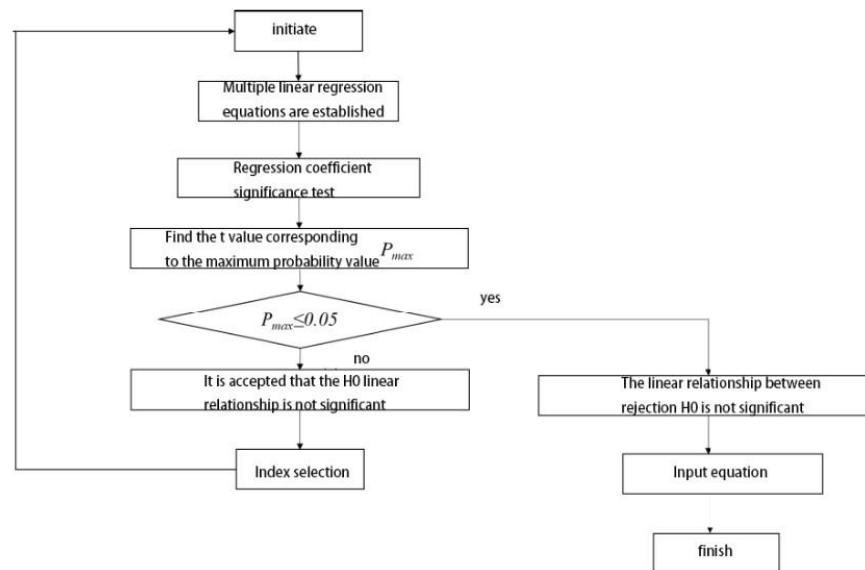 initiate
Multiple linear regression
equations are established
Regression coefficient
significance test
Find the t value corresponding
to the maximum probability value P_max
P_max≤0.05
yes
no
It is accepted that the H0 linear
relationship is not significant
The linear relationship between
rejection H0 is not significant
Index selection
Input equation
finish